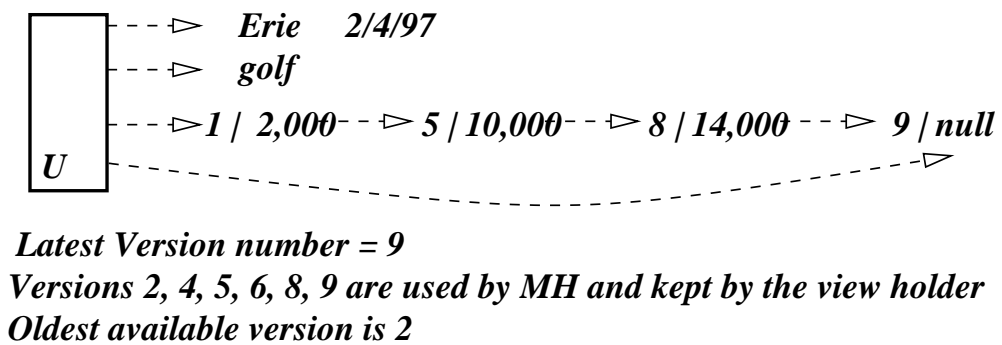 Erie 2/4/97
golf
1 / 2,000 5 / 10,000 8 / 14,000 9 / null
U
Latest Version number = 9
Versions 2, 4, 5, 6, 8, 9 are used by MH and kept by the view holder
Oldest available version is 2